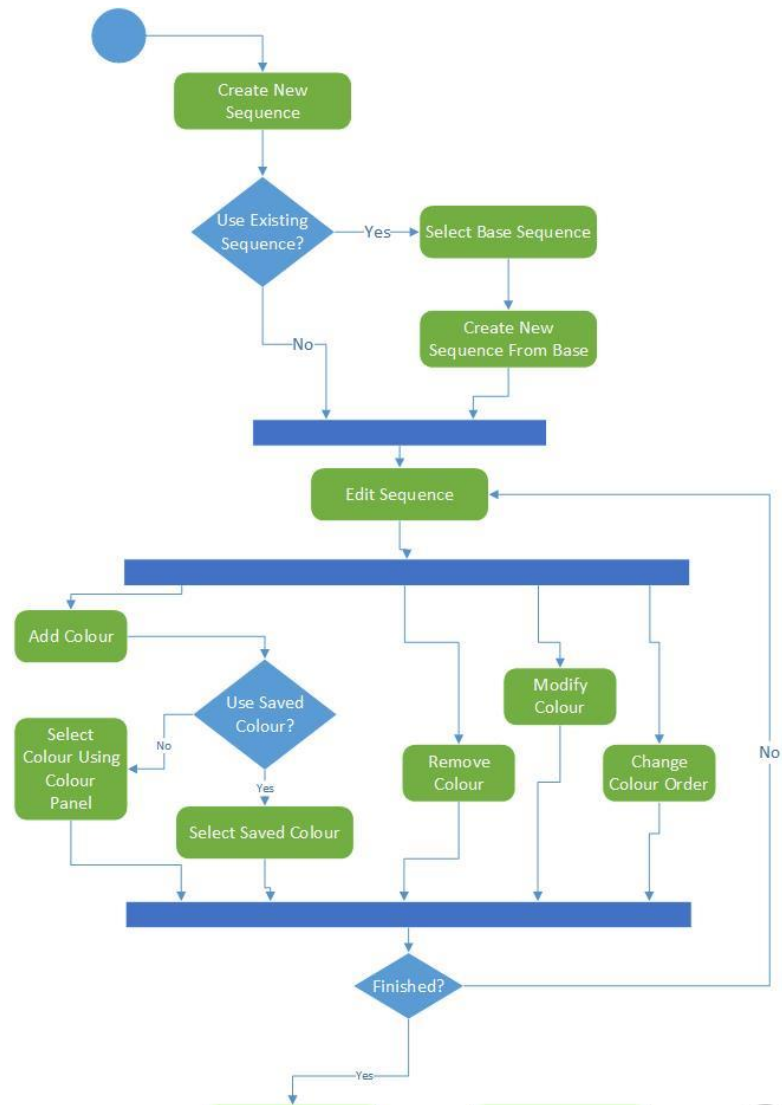 Create New
Sequence
Use Existing
Sequence?
Yes
Select Base Sequence
Create New
Sequence From Base
No
Edit Sequence
Add Colour
Use Saved
Colour?
No
Yes
Select
Colour Using
Colour
Panel
Select Saved Colour
Remove
Colour
Modify
Colour
Change
Colour Order
No
Finished?
Yes